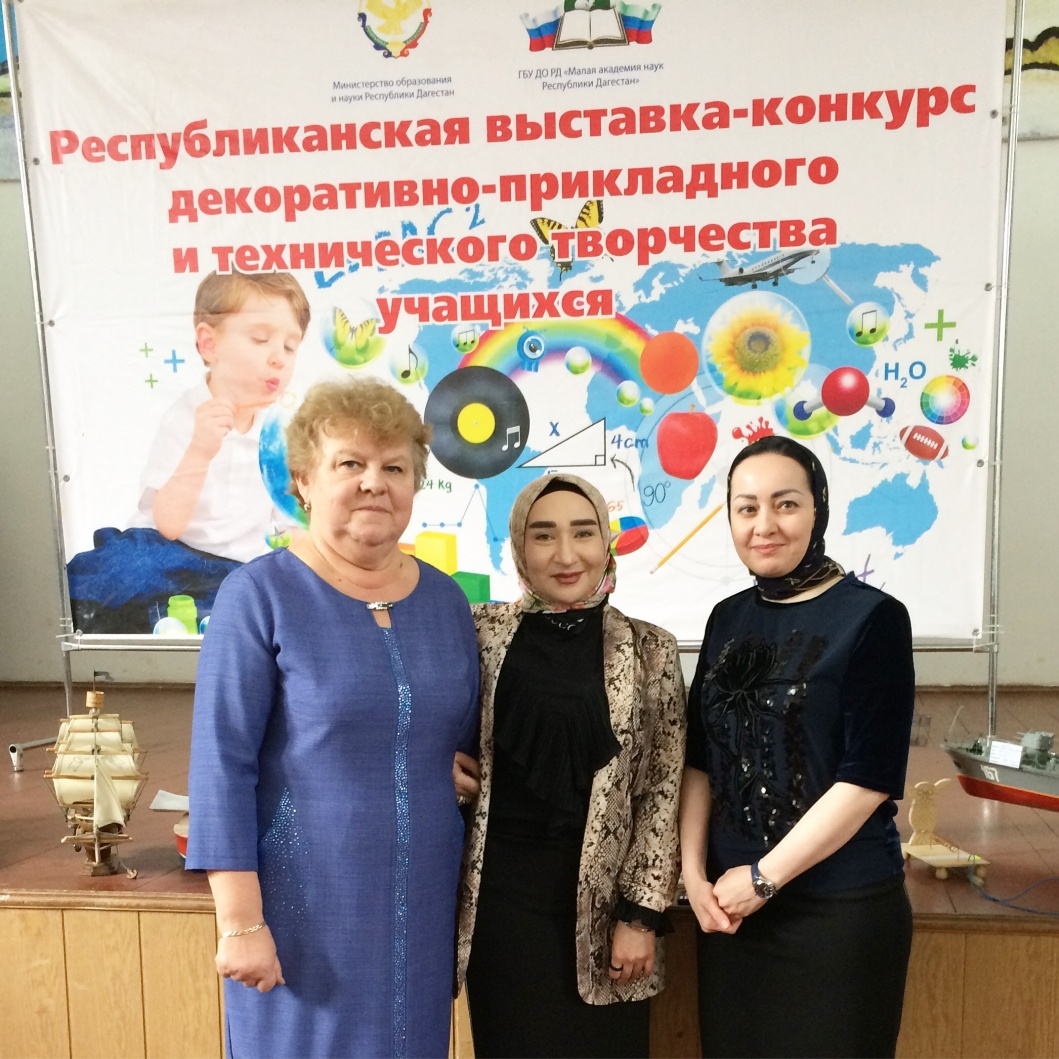 Министерство образования
и науки Республики Дагестан
ГБУ ДО РД «Малая академия наук
Республики Дагестан»
Республиканская выставка-конкурс
декоративно-прикладного
и технического творчества
учащихся
H2O
X
4cm
24 Kg
90°
167